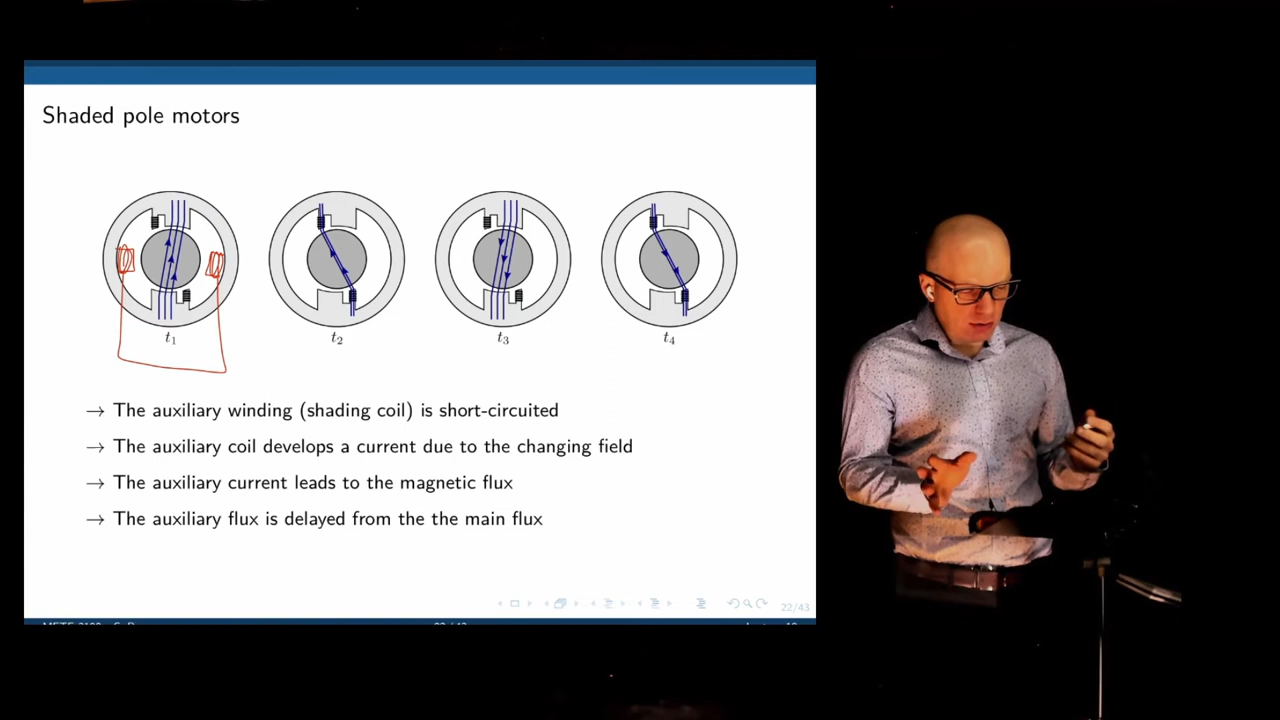 Shaded pole motors
t1 t2 t3 t4
→ The auxiliary winding (shading coil) is short-circuited
→ The auxiliary coil develops a current due to the changing field
→ The auxiliary current leads to the magnetic flux
→ The auxiliary flux is delayed from the the main flux
22/43